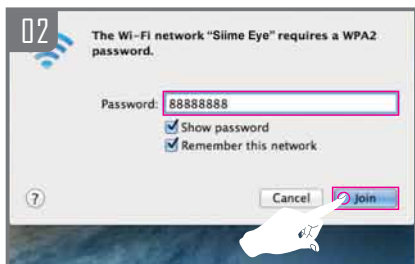 02
The Wi-Fi network “Siime Eye” requires a WPA2
password.
Password: 88888888
Show password
Remember this network
?
Cancel
Join